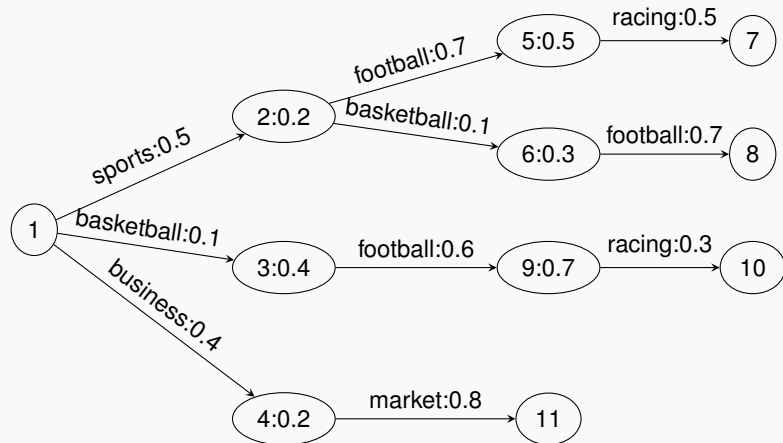 racing:0.5
5:0.5
7
football:0.7
2:0.2
basketball:0.1
6:0.3
football:0.7
8
sports:0.5
1
basketball:0.1
3:0.4
football:0.6
9:0.7
racing:0.3
10
business:0.4
4:0.2
market:0.8
11